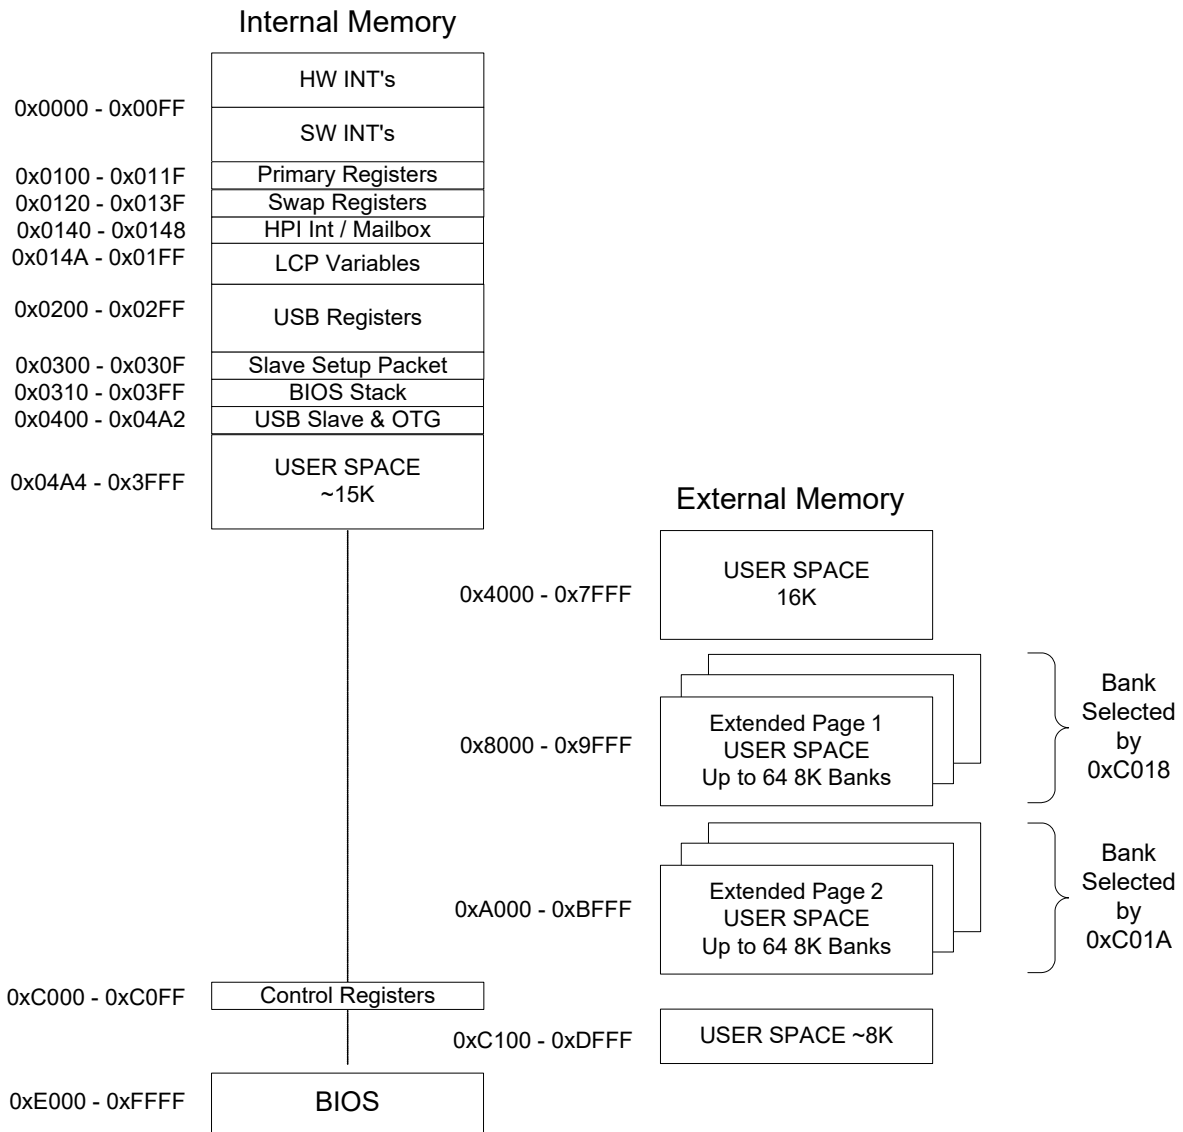 Internal Memory
HW INT's
0x0000 - 0x00FF
SW INT's
0x0100 - 0x011F
Primary Registers
0x0120 - 0x013F
Swap Registers
0x0140 - 0x0148
HPI Int / Mailbox
0x014A - 0x01FF
LCP Variables
0x0200 - 0x02FF
USB Registers
0x0300 - 0x030F
Slave Setup Packet
0x0310 - 0x03FF
BIOS Stack
0x0400 - 0x04A2
USB Slave & OTG
0x04A4 - 0x3FFF
USER SPACE
~15K
External Memory
0x4000 - 0x7FFF
USER SPACE
16K
0x8000 - 0x9FFF
Extended Page 1
USER SPACE
Up to 64 8K Banks
Bank
Selected
by
0xC018
0xA000 - 0xBFFF
Extended Page 2
USER SPACE
Up to 64 8K Banks
Bank
Selected
by
0xC01A
0xC000 - 0xC0FF
Control Registers
0xC100 - 0xDFFF
USER SPACE ~8K
0xE000 - 0xFFFF
BIOS